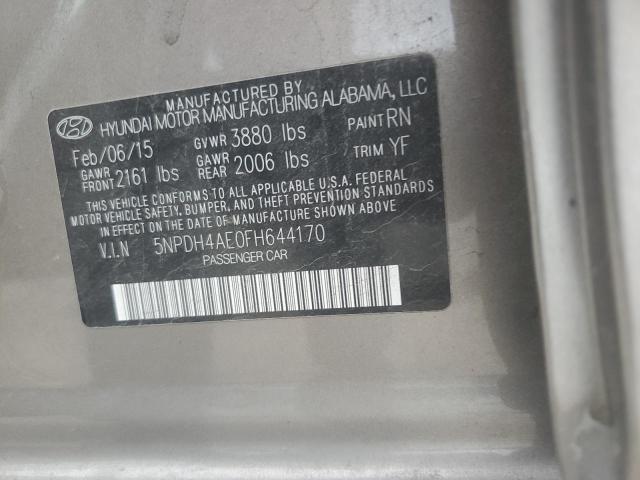 MANUFACTURED BY
HYUNDAI MOTOR MANUFACTURING ALABAMA, LLC
Feb/06/15 GVWR 3880 lbs PAINT RN
GAWR FRONT 2161 lbs GAWR REAR 2006 lbs TRIM YF
THIS VEHICLE CONFORMS TO ALL APPLICABLE U.S.A. FEDERAL
MOTOR VEHICLE SAFETY, BUMPER, AND THEFT STANDARDS
IN EFFECT ON THE DATE OF MANUFACTURE SHOWN ABOVE.
V.I.N 5NPDH4AE0FH644170
PASSENGER CAR